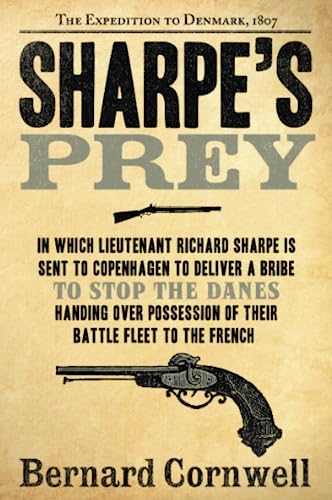 THE EXPEDITION TO DENMARK, 1807
SHARPE'S
PREY
IN WHICH LIEUTENANT RICHARD SHARPE IS
SENT TO COPENHAGEN TO DELIVER A BRIBE
TO STOP THE DANES
HANDING OVER POSSESSION OF THEIR
BATTLE FLEET TO THE FRENCH
Bernard Cornwell